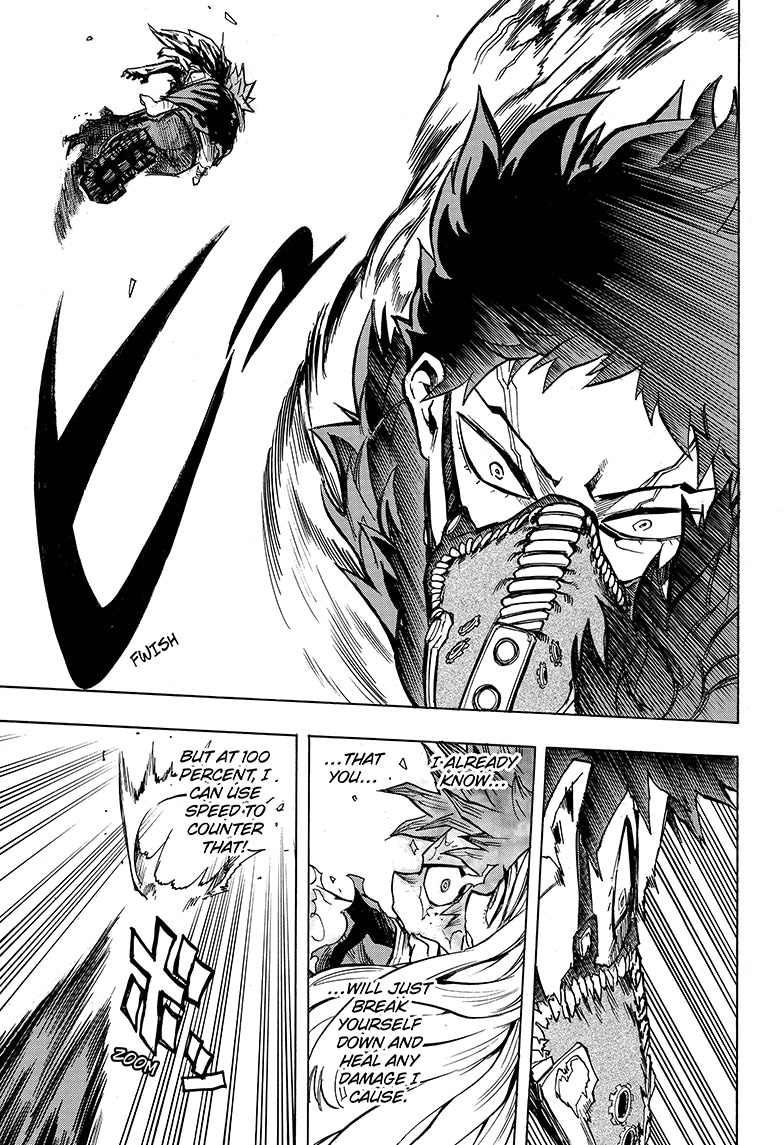 FWISH
I ALREADY
KNOW...
...THAT
YOU...
...WILL JUST
BREAK
YOURSELF
DOWN AND
HEAL ANY
DAMAGE I
CAUSE.
BUT AT 100
PERCENT, I
CAN USE
SPEED TO
COUNTER
THAT!
ZOOM